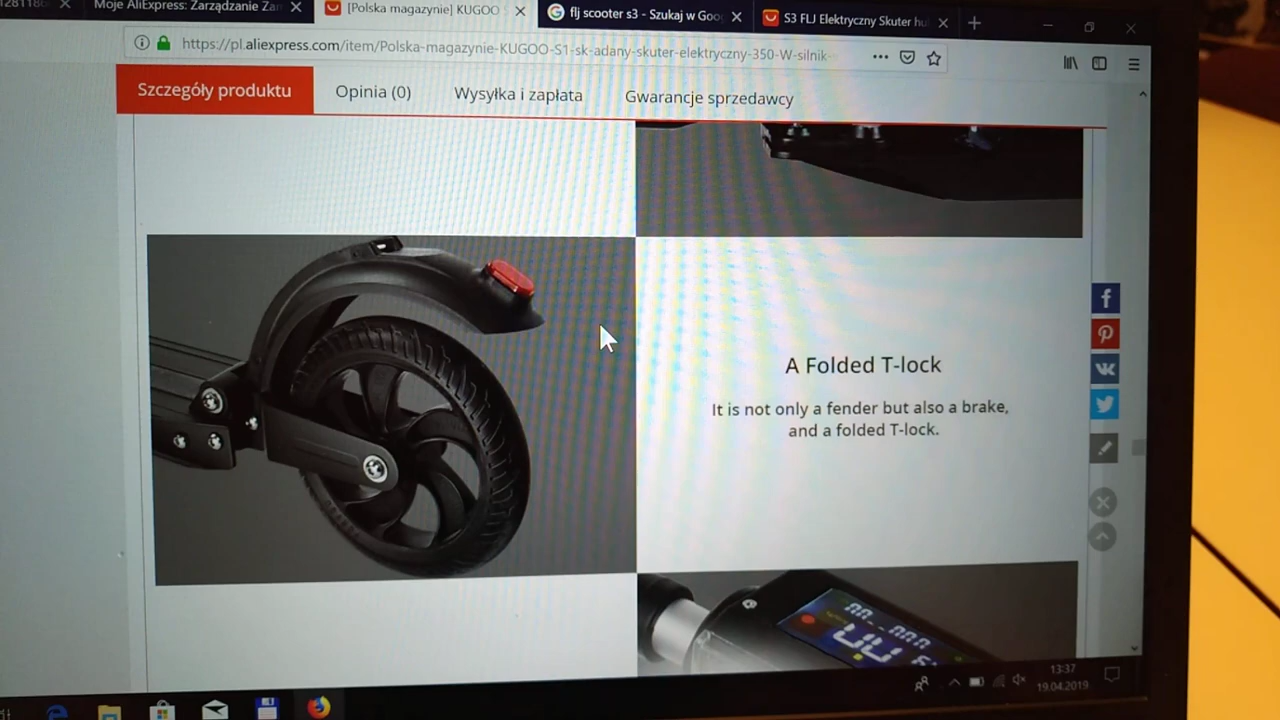 Moje AliExpress: Zarządzanie Zar
[Polska magazynie] KUGOO S
flj scooter s3 - Szukaj w Goo
S3 FLJ Elektryczny Skuter hu
https://pl.aliexpress.com/item/Polska-magazynie-KUGOO-S1-sk-adany-skuter-elektryczny-350-W-silnik-
Szczegóły produktu
Opinia (0)
Wysyłka i zapłata
Gwarancje sprzedawcy
A Folded T-lock
It is not only a fender but also a brake,
and a folded T-lock.
13:37
19.04.2019